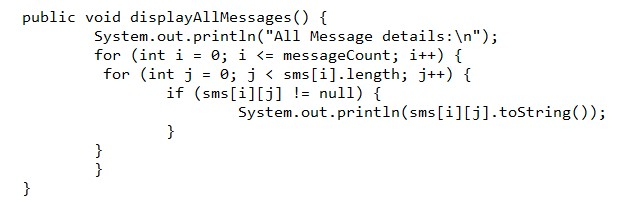 public void displayAllMessages() {
System.out.println("All Message details:\n");
for (int i = 0; i <= messageCount; i++) {
for (int j = 0; j < sms[i].length; j++) {
if (sms[i][j] != null) {
System.out.println(sms[i][j].toString());
}
}
}
}